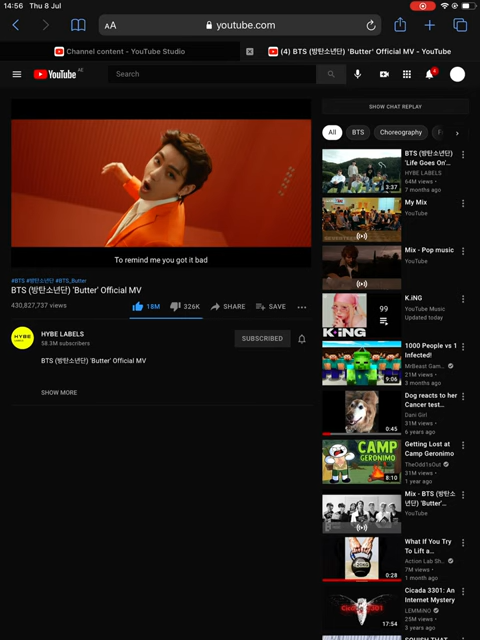 14:56 Thu 8 Jul
AA youtube.com
Channel content - YouTube Studio
(4) BTS (방탄소년단) 'Butter' Official MV - YouTube
YouTube AE
Search
4
SHOW CHAT REPLAY
All BTS Choreography
To remind me you got it bad
#BTS #방탄소년단 #BTS_Butter
BTS (방탄소년단) 'Butter' Official MV
430,827,737 views
18M 326K SHARE SAVE
HYBE LABELS
58.3M subscribers
SUBSCRIBED
BTS (방탄소년단) 'Butter' Official MV
SHOW MORE
3:37
BTS (방탄소년단)
'Life Goes On'...
HYBE LABELS
64M views •
7 months ago
My Mix
YouTube
Mix - Pop music
YouTube
K·iNG
99
K.iNG
YouTube Music
Updated today
9:06
1000 People vs 1
Infected!
MrBeast Gam...
21M views •
3 months ago
0:45
Dog reacts to her
Cancer test...
Darii Girl
31M views •
6 years ago
CAMP
GERONIMO
8:10
Getting Lost at
Camp Geronimo
TheOdd1sOut
31M views •
1 year ago
Mix - BTS (방탄소
년단) 'Butter'...
YouTube
0:28
What If You Try
To Lift a...
Action Lab Sh...
7M views •
1 month ago
Cicada 3301
17:54
Cicada 3301: An
Internet Mystery
LEMMiNO
25M views •
3 years ago